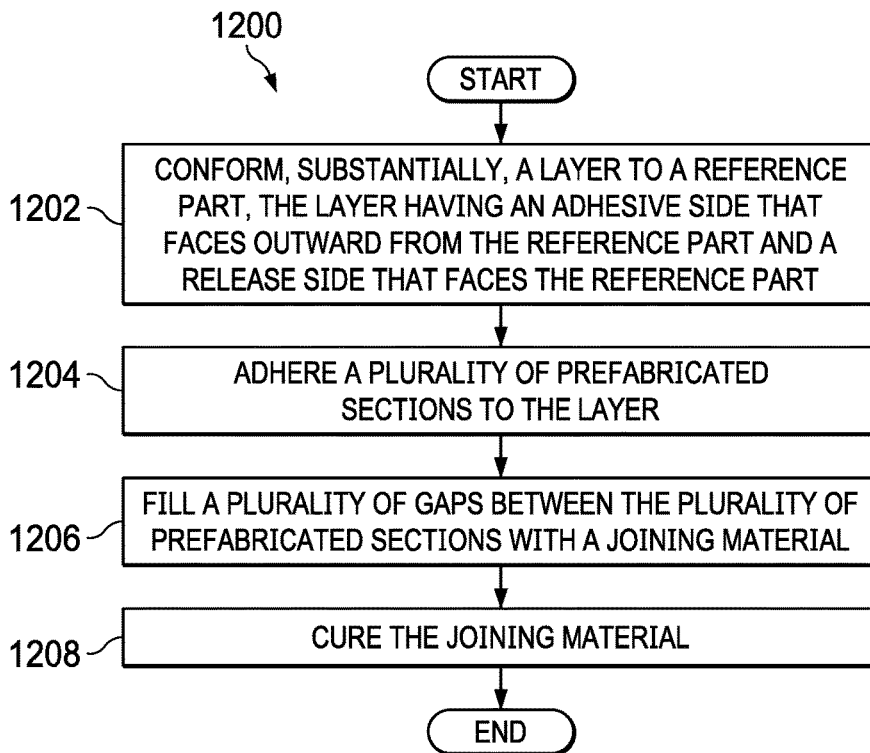 1200
START
1202
CONFORM, SUBSTANTIALLY, A LAYER TO A REFERENCE
PART, THE LAYER HAVING AN ADHESIVE SIDE THAT
FACES OUTWARD FROM THE REFERENCE PART AND A
RELEASE SIDE THAT FACES THE REFERENCE PART
1204
ADHERE A PLURALITY OF PREFABRICATED
SECTIONS TO THE LAYER
1206
FILL A PLURALITY OF GAPS BETWEEN THE PLURALITY OF
PREFABRICATED SECTIONS WITH A JOINING MATERIAL
1208
CURE THE JOINING MATERIAL
END